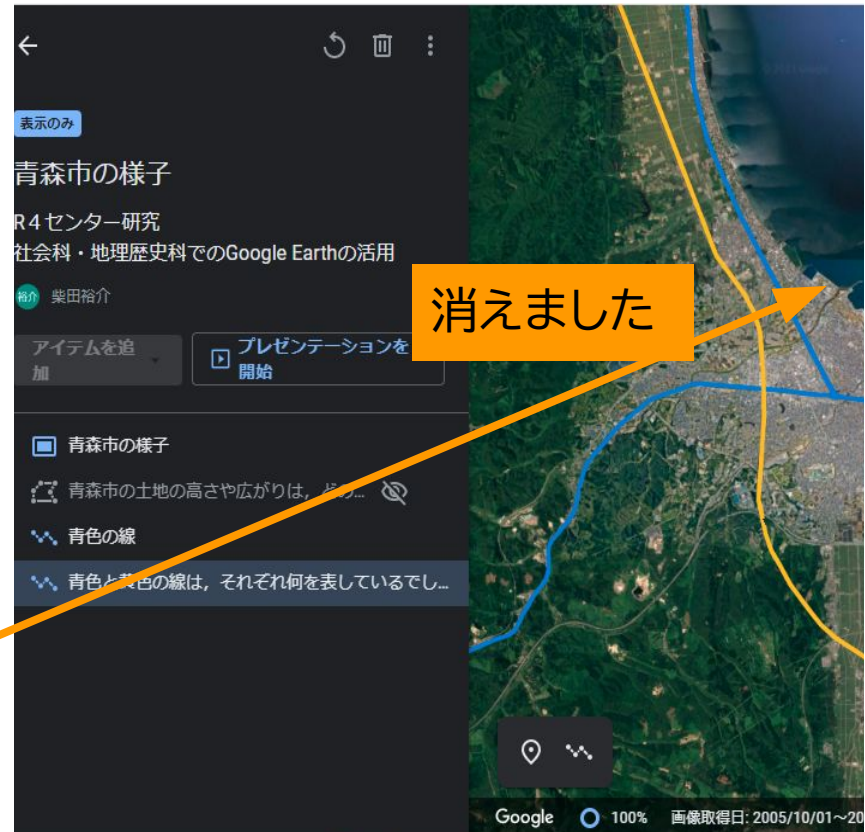 表示のみ
青森市の様子
R4センター研究
社会科・地理歴史科でのGoogle Earthの活用
裕介 柴田裕介
消えました
アイテムを追
加
プレゼンテーションを
開始
青森市の様子
青森市の土地の高さや広がりは，どの…
青色の線
青色と黄色の線は，それぞれ何を表しているでし…
Google 100% 画像取得日: 2005/10/01～20